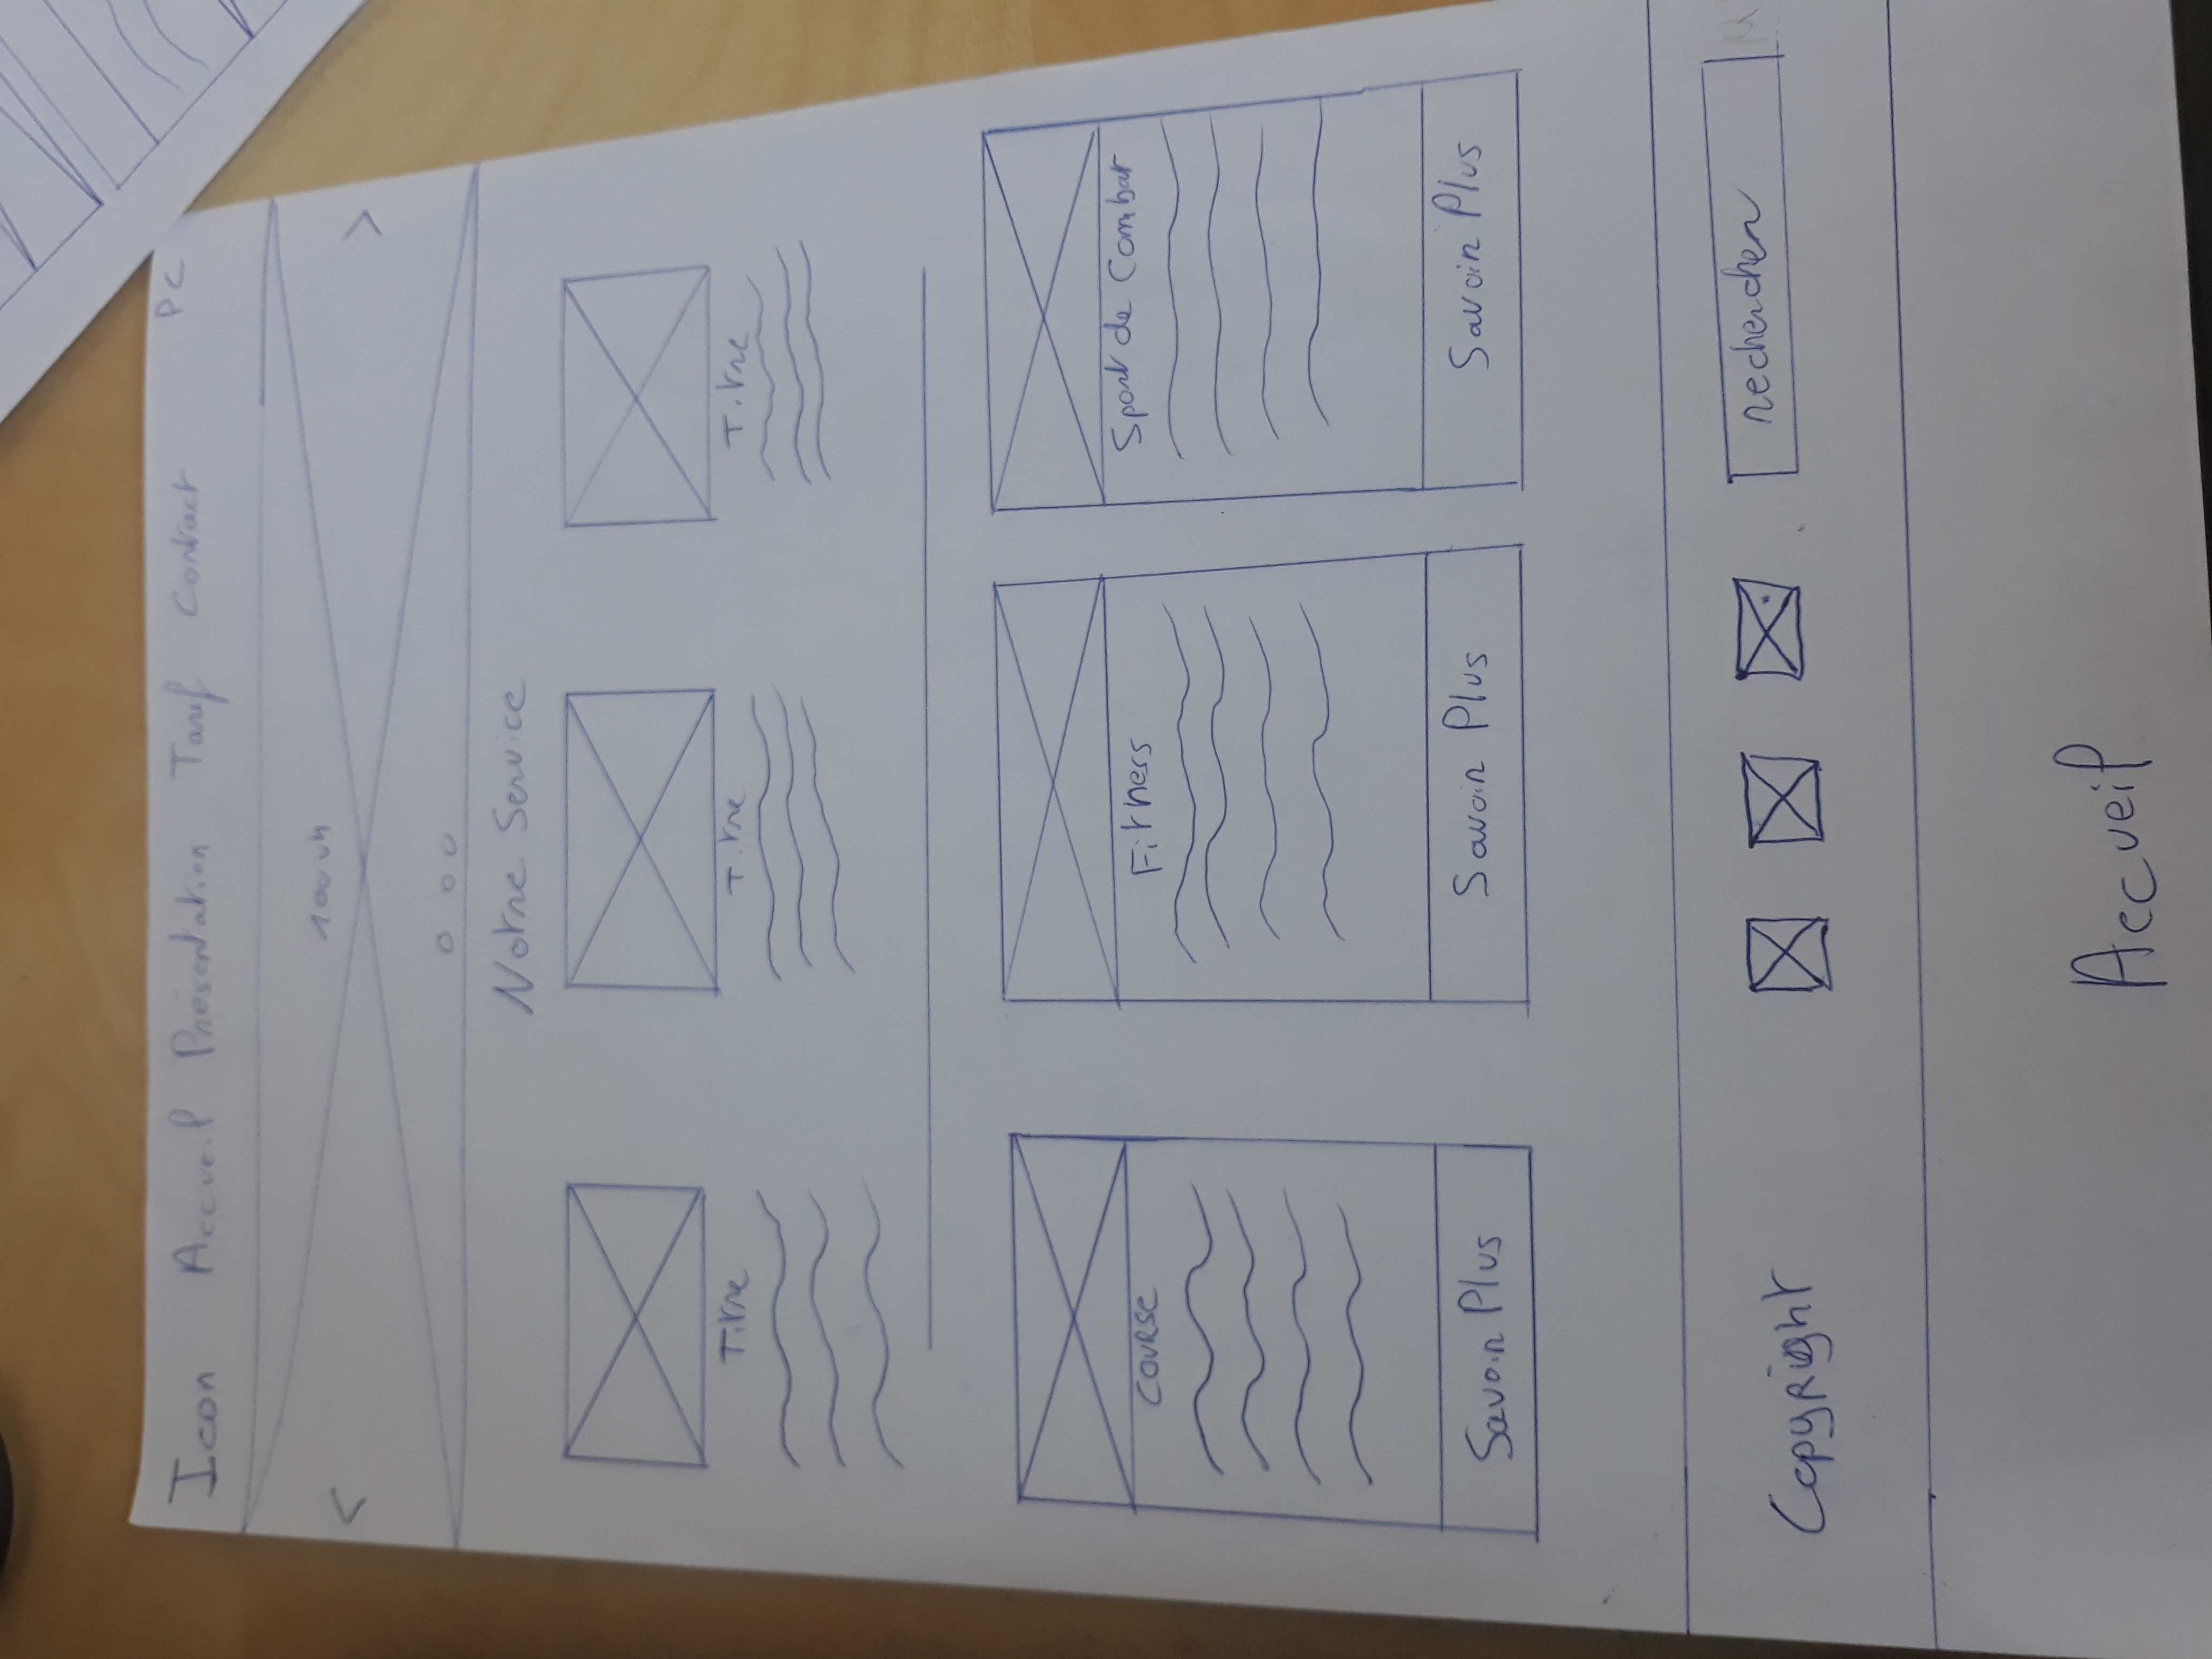 Icon Accueil Présentation Tarif Contact PC
<
100vh
>
Notre Service
Titre Titre Titre
course Fitness Sport de Combat
Savoir Plus Savoir Plus Savoir Plus
Copyright rechercher
Accueil